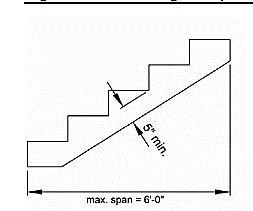 5" min.
max. span = 6'-0"